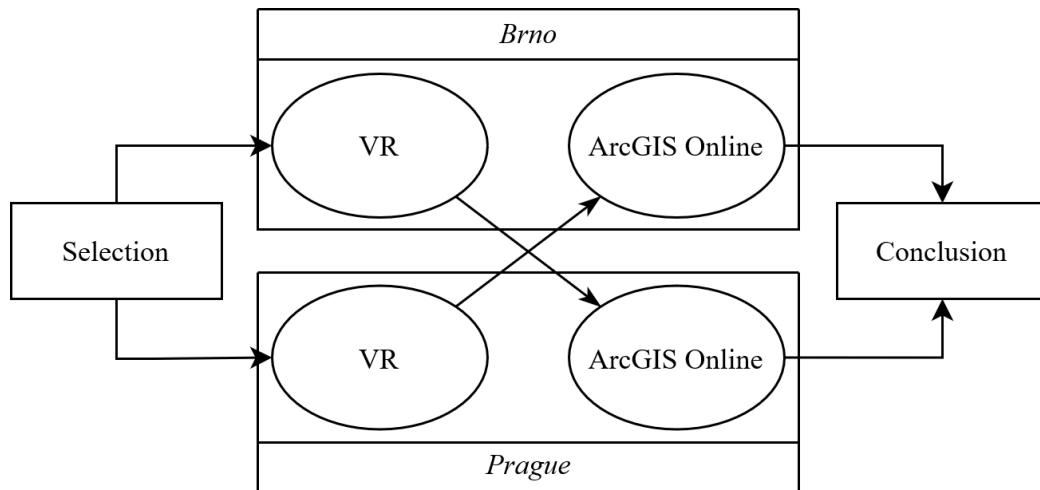 Brno
VR
ArcGIS Online
Selection
Conclusion
VR
ArcGIS Online
Prague